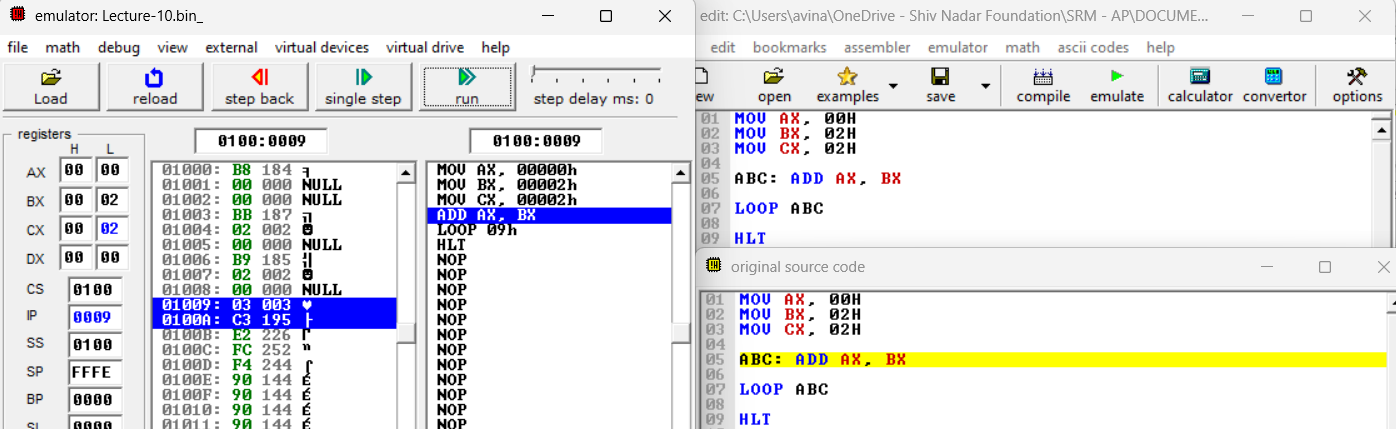 emulator: Lecture-10.bin_
file math debug view external virtual devices virtual drive help
Load reload step back single step run step delay ms: 0
registers
H L
AX 00 00
BX 00 02
CX 00 02
DX 00 00
CS 0100
IP 0009
SS 0100
SP FFFE
BP 0000
SI 0000
0100:0009
01000: B8 184 ╕
01001: 00 000 NULL
01002: 00 000 NULL
01003: BB 187 ╗
01004: 02 002 ☻
01005: 00 000 NULL
01006: B9 185 ╣
01007: 02 002 ☻
01008: 00 000 NULL
01009: 03 003 ♥
0100A: C3 195 ├
0100B: E2 226 Γ
0100C: FC 252 ⁿ
0100D: F4 244 ⌠
0100E: 90 144 É
0100F: 90 144 É
01010: 90 144 É
01011: 90 144 É
0100:0009
MOV AX, 00000h
MOV BX, 00002h
MOV CX, 00002h
ADD AX, BX
LOOP 09h
HLT
NOP
NOP
NOP
NOP
NOP
NOP
NOP
NOP
NOP
NOP
NOP
NOP
edit: C:\Users\avina\OneDrive - Shiv Nadar Foundation\SRM - AP\DOCUME...
edit bookmarks assembler emulator math ascii codes help
ew open examples save compile emulate calculator convertor options
01 MOV AX, 00H
02 MOV BX, 02H
03 MOV CX, 02H
04
05 ABC: ADD AX, BX
06
07 LOOP ABC
08
09 HLT
original source code
01 MOV AX, 00H
02 MOV BX, 02H
03 MOV CX, 02H
04
05 ABC: ADD AX, BX
06
07 LOOP ABC
08
09 HLT